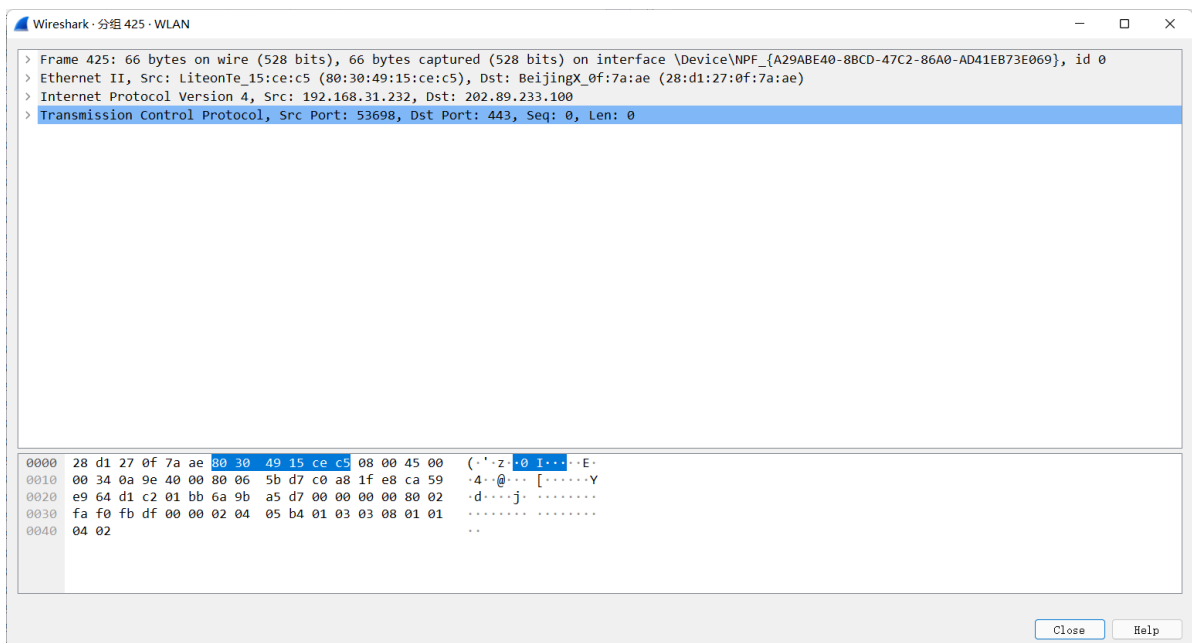 Wireshark · 分组 425 · WLAN
> Frame 425: 66 bytes on wire (528 bits), 66 bytes captured (528 bits) on interface \Device\NPF_{A29ABE40-8BCD-47C2-86A0-AD41EB73E069}, id 0
> Ethernet II, Src: LiteonTe_15:ce:c5 (80:30:49:15:ce:c5), Dst: BeijingX_0f:7a:ae (28:d1:27:0f:7a:ae)
> Internet Protocol Version 4, Src: 192.168.31.232, Dst: 202.89.233.100
> Transmission Control Protocol, Src Port: 53698, Dst Port: 443, Seq: 0, Len: 0
0000 28 d1 27 0f 7a ae 80 30 49 15 ce c5 08 00 45 00 (·'·z··0 I·····E·
0010 00 34 0a 9e 40 00 80 06 5b d7 c0 a8 1f e8 ca 59 ·4··@··· [······Y
0020 e9 64 d1 c2 01 bb 6a 9b a5 d7 00 00 00 00 80 02 ·d····j· ········
0030 fa f0 fb df 00 00 02 04 05 b4 01 03 03 08 01 01 ········ ········
0040 04 02 ··
Close Help